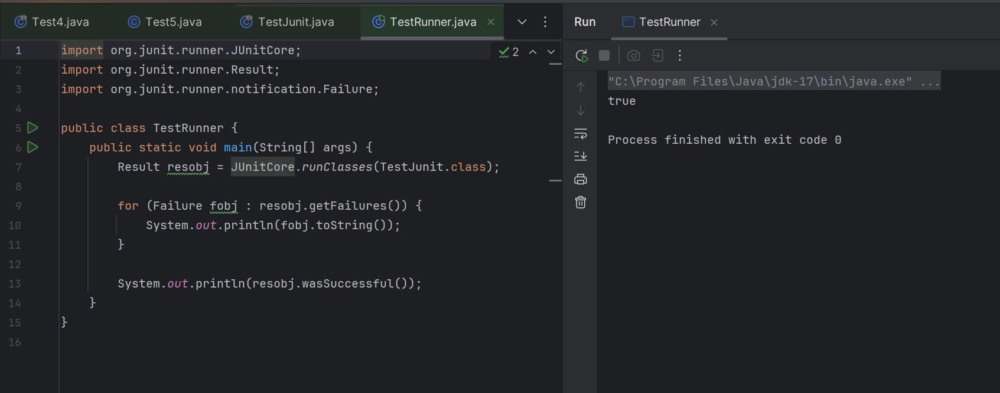 Test4.java Test5.java TestJunit.java TestRunner.java
1 import org.junit.runner.JUnitCore;
2 import org.junit.runner.Result;
3 import org.junit.runner.notification.Failure;
4
5 public class TestRunner {
6     public static void main(String[] args) {
7         Result resobj = JUnitCore.runClasses(TestJunit.class);
8
9         for (Failure fobj : resobj.getFailures()) {
10             System.out.println(fobj.toString());
11         }
12
13         System.out.println(resobj.wasSuccessful());
14     }
15 }
16
2
Run TestRunner
"C:\Program Files\Java\jdk-17\bin\java.exe" ...
true
Process finished with exit code 0